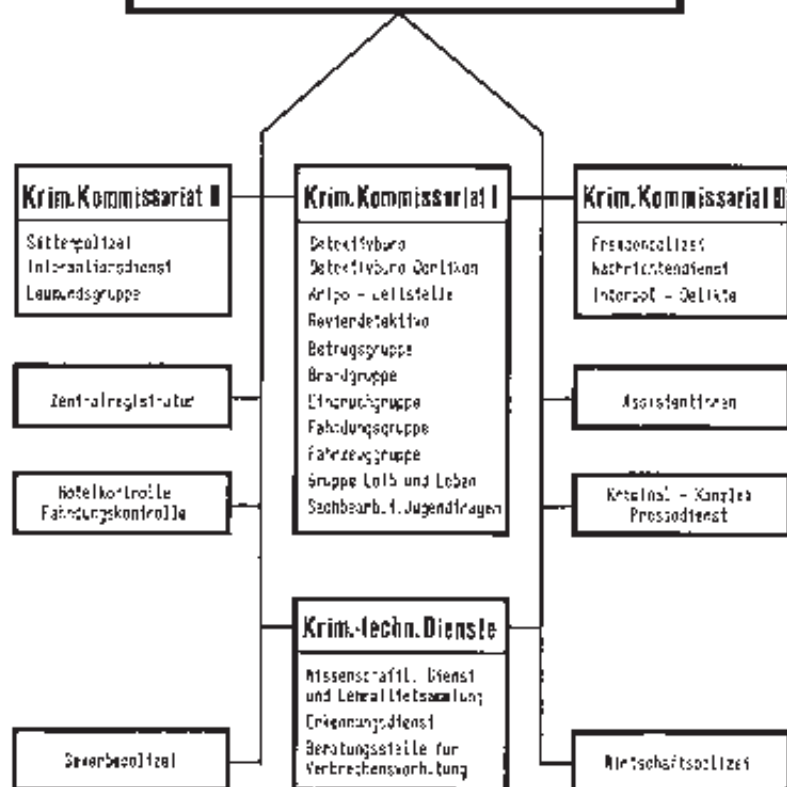 Krim.Kommissariat II
Sittenpolizei
Informationsdienst
Leumundsgruppe
Krim.Kommissariat I
Detektivbüro
Detektivbüro Oerlikon
Aripo - Leitstelle
Revierdetektive
Betrugsgruppe
Brandgruppe
Einbruchgruppe
Fahndungsgruppe
Fahrzeuggruppe
Gruppe Leib und Leben
Sachbearb.f.Jugendfragen
Krim.Kommissariat III
Fremdenpolizei
Nachrichtendienst
Interpol - Delikte
Zentralregistratur
Assistentinnen
Hotelkontrolle
Fahndungskontrolle
Kriminal - Kanzlei
Pressedienst
Krim.-techn.Dienste
Wissenschaftl. Dienst
und Lehrmittelsammlung
Erkennungsdienst
Beratungsstelle für
Verbrechensverhütung
Gewerbepolizei
Wirtschaftspolizei